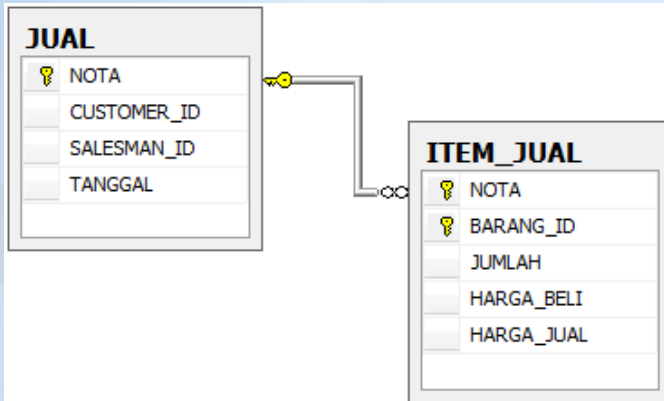 JUAL
NOTA
CUSTOMER_ID
SALESMAN_ID
TANGGAL
ITEM_JUAL
NOTA
BARANG_ID
JUMLAH
HARGA_BELI
HARGA_JUAL